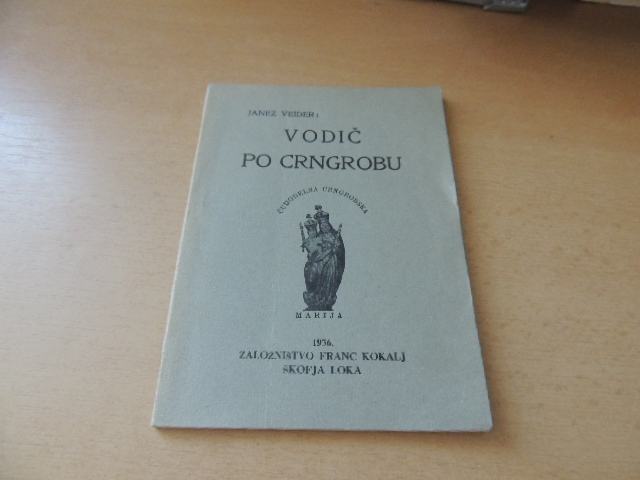 JANEZ VEIDER:
VODIČ
PO CRNGROBU
ČUDODELNA CRNGROBSKA
MARIJA
1936.
ZALOŽNIŠTVO FRANC KOKALJ
ŠKOFJA LOKA